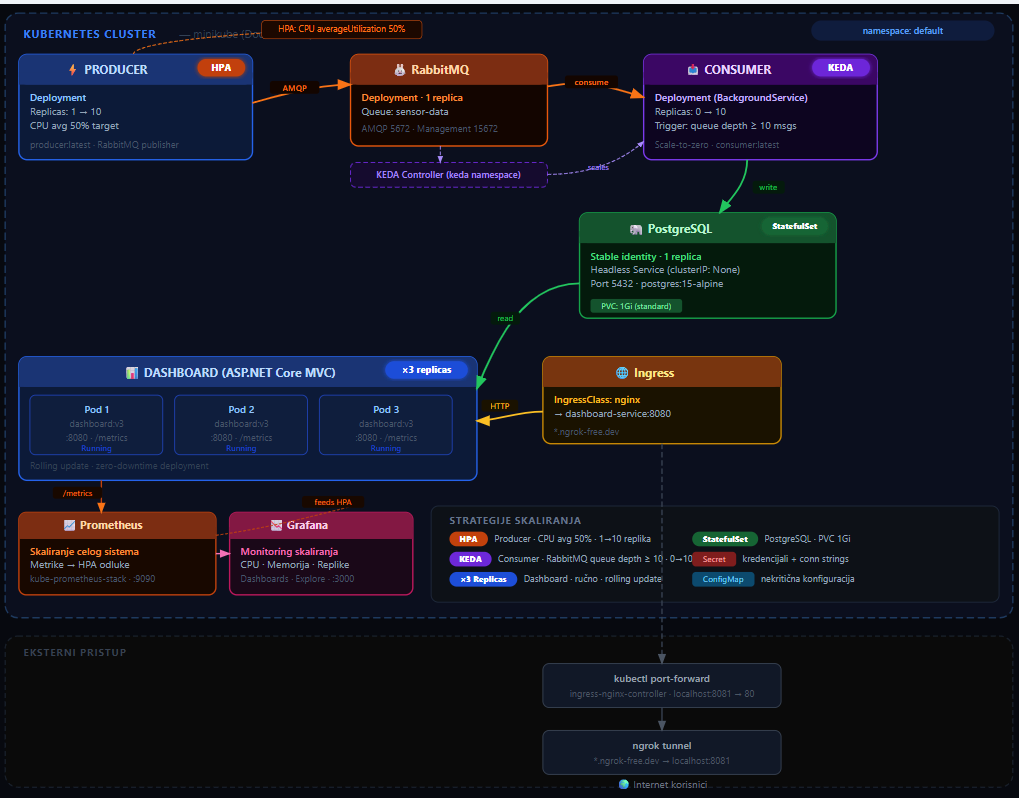 KUBERNETES CLUSTER
— minikube (Do
HPA: CPU averageUtilization 50%
namespace: default
PRODUCER
HPA
Deployment
Replicas: 1 → 10
CPU avg 50% target
producer:latest · RabbitMQ publisher
AMQP
RabbitMQ
Deployment · 1 replica
Queue: sensor-data
AMQP 5672 · Management 15672
consume
CONSUMER
KEDA
Deployment (BackgroundService)
Replicas: 0 → 10
Trigger: queue depth ≥ 10 msgs
Scale-to-zero · consumer:latest
KEDA Controller (keda namespace)
scales
write
PostgreSQL
StatefulSet
Stable identity · 1 replica
Headless Service (clusterIP: None)
Port 5432 · postgres:15-alpine
PVC: 1Gi (standard)
read
DASHBOARD (ASP.NET Core MVC)
x3 replicas
Pod 1
dashboard:v3
:8080 · /metrics
Running
Pod 2
dashboard:v3
:8080 · /metrics
Running
Pod 3
dashboard:v3
:8080 · /metrics
Running
Rolling update · zero-downtime deployment
HTTP
Ingress
IngressClass: nginx
→ dashboard-service:8080
*.ngrok-free.dev
/metrics
feeds HPA
Prometheus
Skaliranje celog sistema
Metrike → HPA odluke
kube-prometheus-stack · :9090
Grafana
Monitoring skaliranja
CPU · Memorija · Replike
Dashboards · Explore · :3000
STRATEGIJE SKALIRANJA
HPA Producer · CPU avg 50% · 1→10 replika
StatefulSet PostgreSQL · PVC 1Gi
KEDA Consumer · RabbitMQ queue depth ≥ 10 · 0→10
Secret kredencijali + conn strings
x3 Replicas Dashboard · ručno · rolling update
ConfigMap nekritična konfiguracija
EKSTERNI PRISTUP
kubectl port-forward
ingress-nginx-controller · localhost:8081 → 80
ngrok tunnel
*.ngrok-free.dev → localhost:8081
Internet korisnici